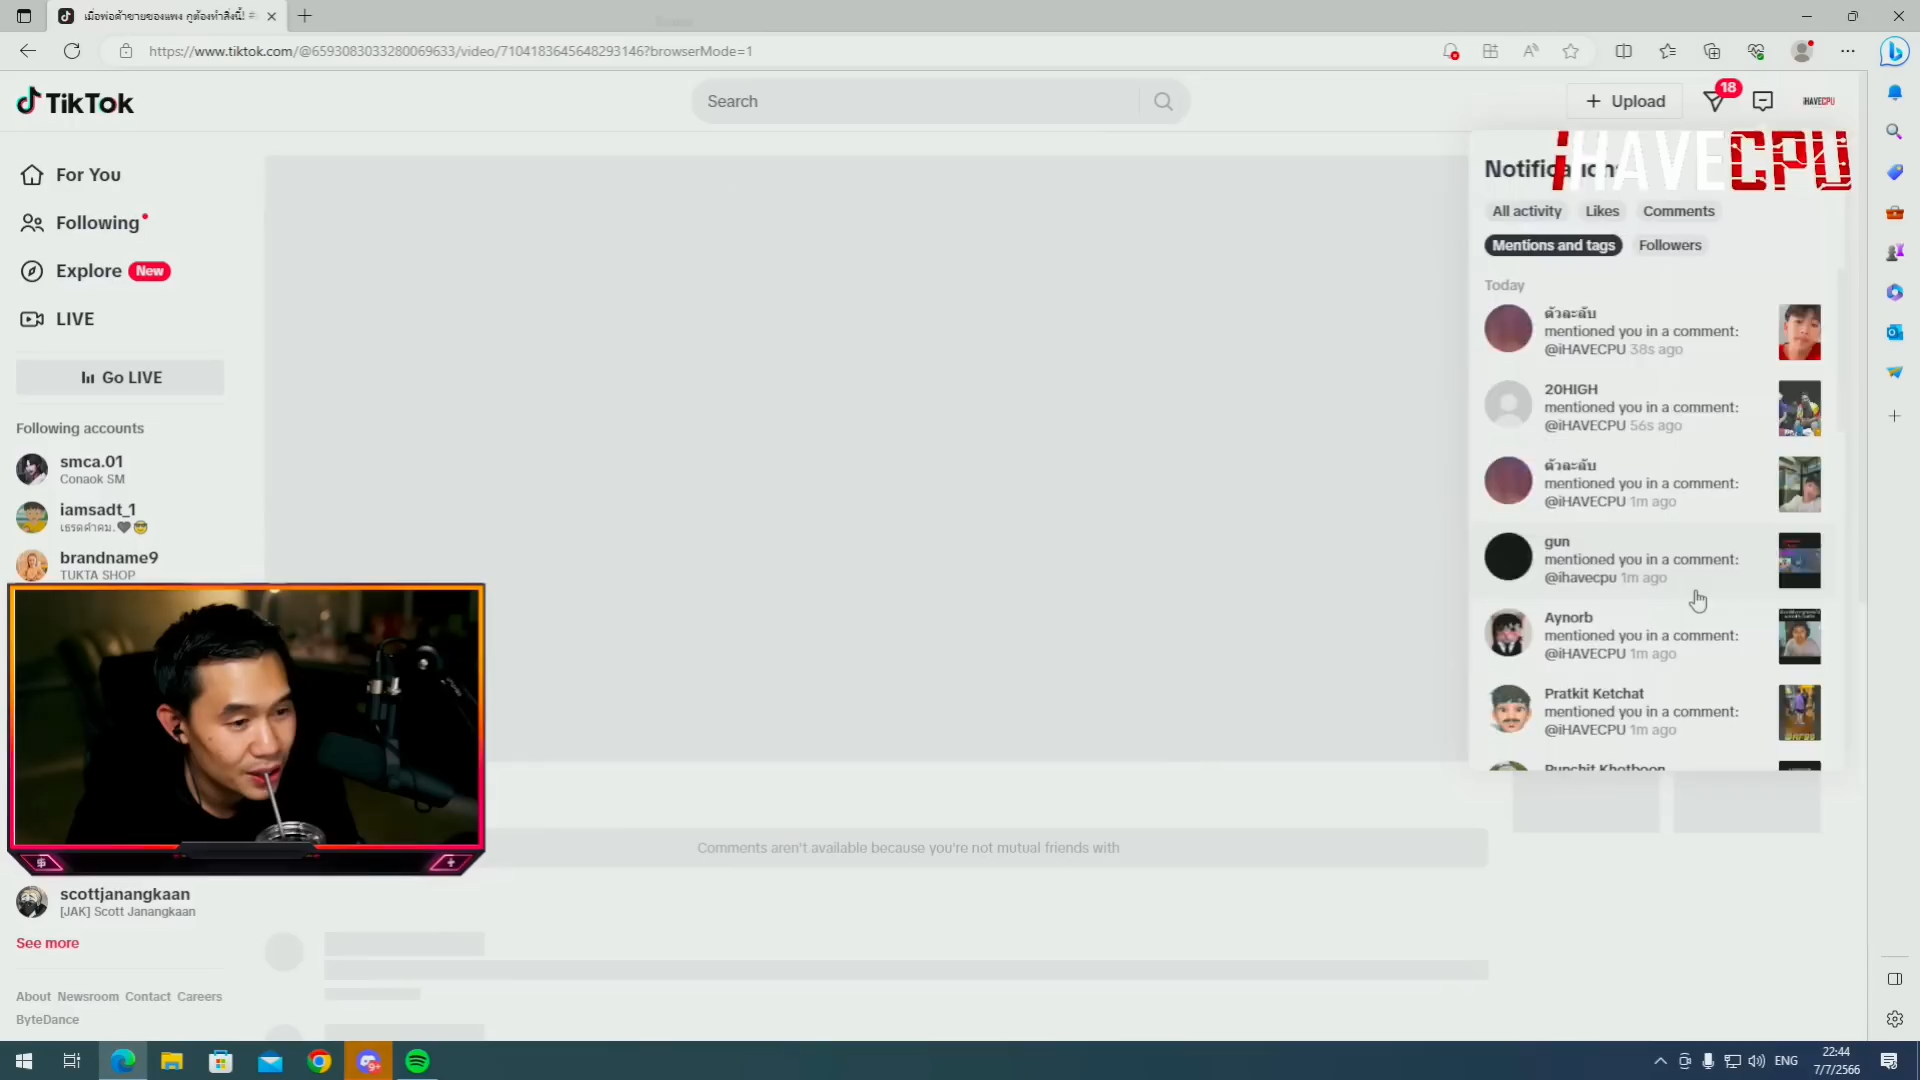 เมื่อพ่อค้าขายของแพง กูต้องทำสิ่งนี้! #
https://www.tiktok.com/@6593083033280069633/video/7104183645648293146?browserMode=1
TikTok
Search
Upload
18
iHAVECPU
For You
Following
Explore New
LIVE
Go LIVE
Following accounts
smca.01
Conaok SM
iamsadt_1
เธรดคำคม.
brandname9
TUKTA SHOP
scottjanangkaan
[JAK] Scott Janangkaan
See more
About Newsroom Contact Careers
ByteDance
Comments aren't available because you're not mutual friends with
iHAVECPU
All activity Likes Comments
Mentions and tags Followers
Today
ตัวละลับ
mentioned you in a comment:
@iHAVECPU 38s ago
20HIGH
mentioned you in a comment:
@iHAVECPU 56s ago
ตัวละลับ
mentioned you in a comment:
@iHAVECPU 1m ago
gun
mentioned you in a comment:
@ihavecpu 1m ago
Aynorb
mentioned you in a comment:
@iHAVECPU 1m ago
Pratkit Ketchat
mentioned you in a comment:
@iHAVECPU 1m ago
Punchit Khotboon
9+
ENG
22:44
7/7/2566